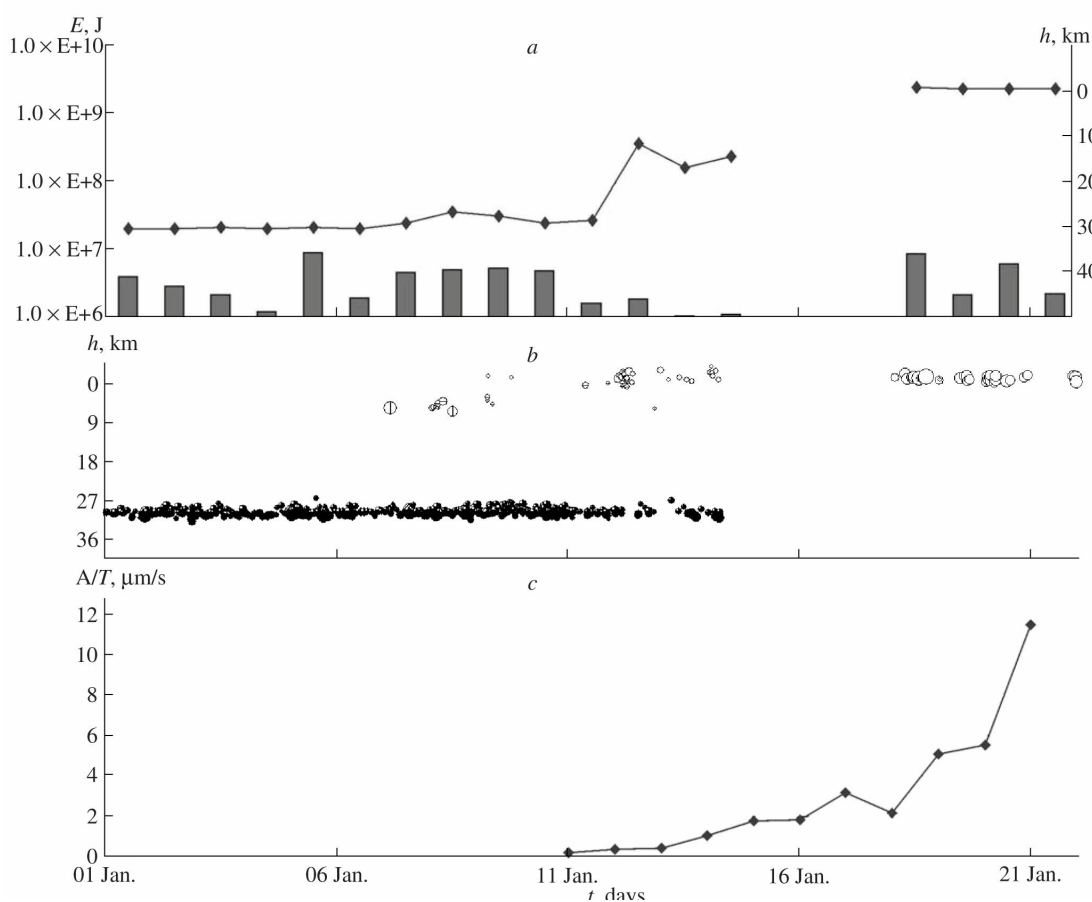 E, J
a
h, km
1.0 × E+10
1.0 × E+9
1.0 × E+8
1.0 × E+7
1.0 × E+6
0
10
20
30
40
h, km
b
0
9
18
27
36
A/T, µm/s
c
12
10
8
6
4
2
0
01 Jan.
06 Jan.
11 Jan.
16 Jan.
21 Jan.
t, days